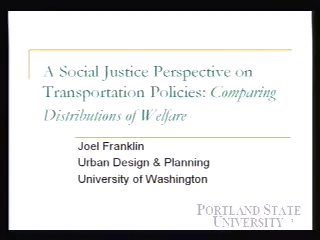 A Social Justice Perspective on
Transportation Policies: Comparing
Distributions of Welfare
Joel Franklin
Urban Design & Planning
University of Washington
PORTLAND STATE
UNIVERSITY